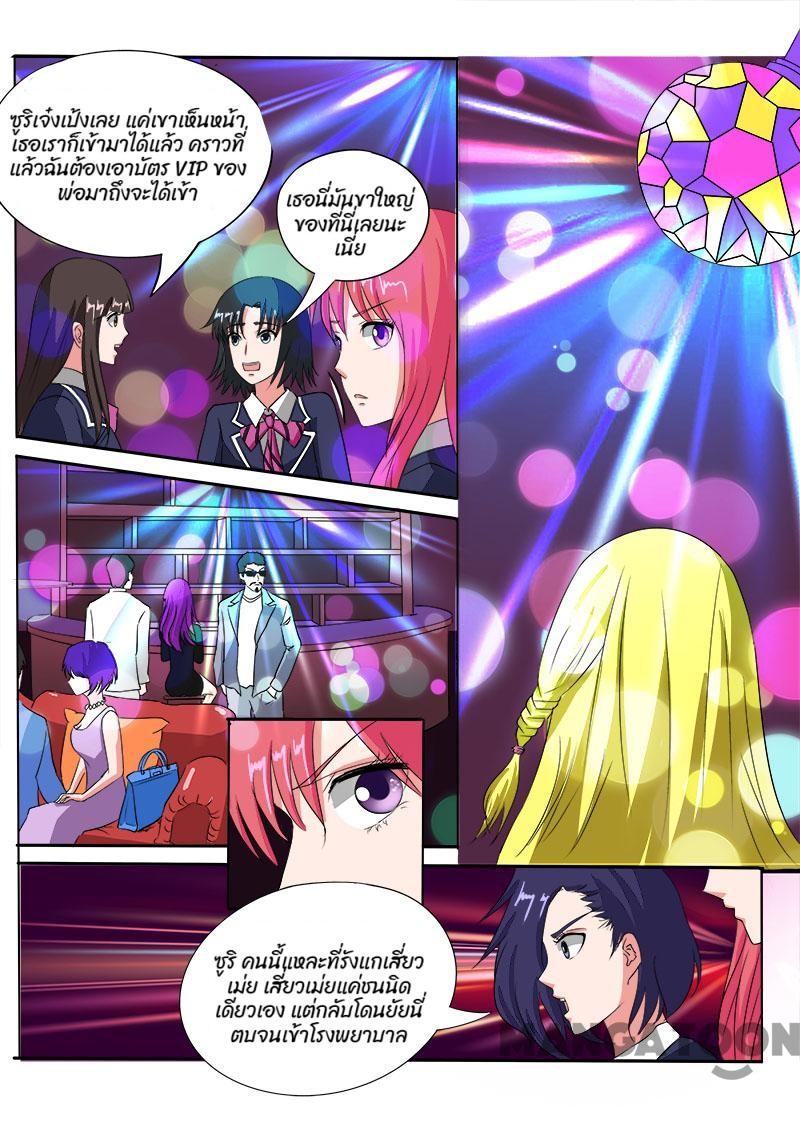 ซูริเจ๋งเป้งเลย แค่เขาเห็นหน้า
เธอเราก็เข้ามาได้แล้ว คราวที่
แล้วฉันต้องเอาบัตร VIP ของ
พ่อมาถึงจะได้เข้า
เธอนี่มันขาใหญ่
ของที่นี่เลยนะ
เนี่ย
ซูริ คนนี้แหละที่รังแกเสี่ยว
เม่ย เสี่ยวเม่ยแค่ชนนิด
เดียวเอง แต่กลับโดนยัยนี่
ตบจนเข้าโรงพยาบาล
MANGATOON